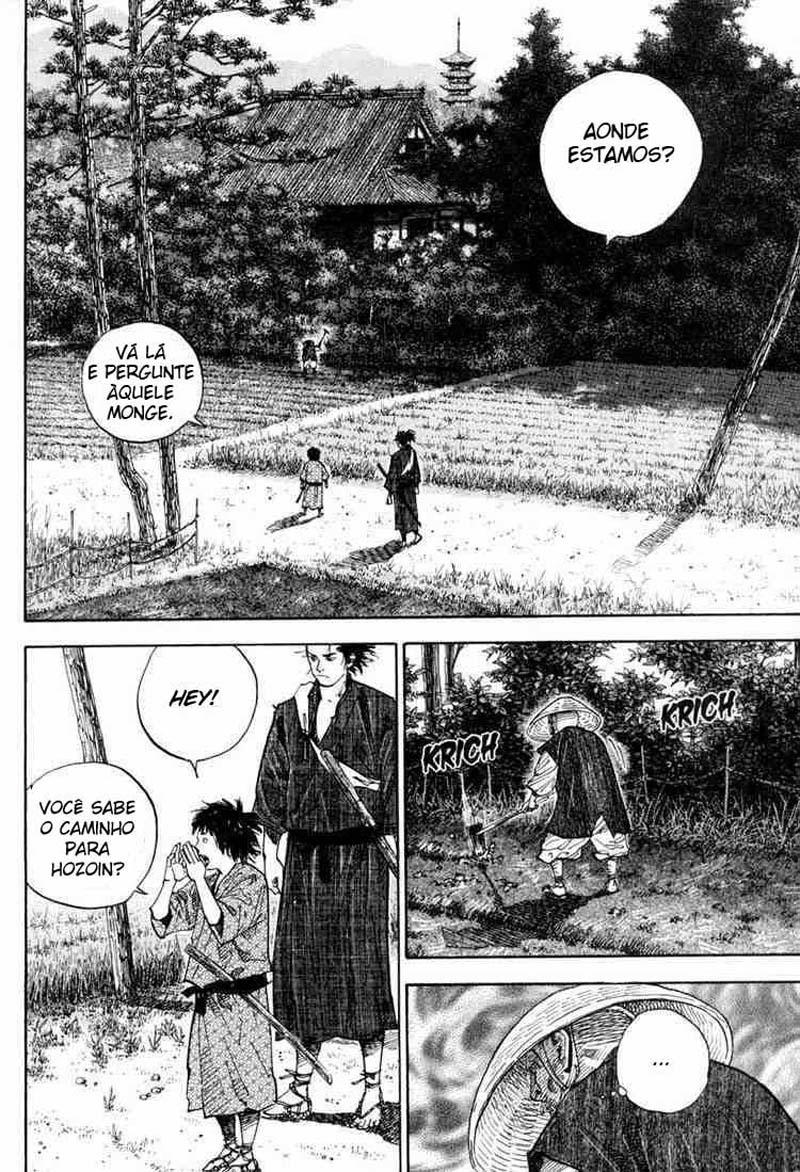 AONDE
ESTAMOS?
VÁ LÁ
E PERGUNTE
ÀQUELE
MONGE.
KRICH
KRICH
HEY!
VOCÊ SABE
O CAMINHO
PARA
HOZOIN?
...